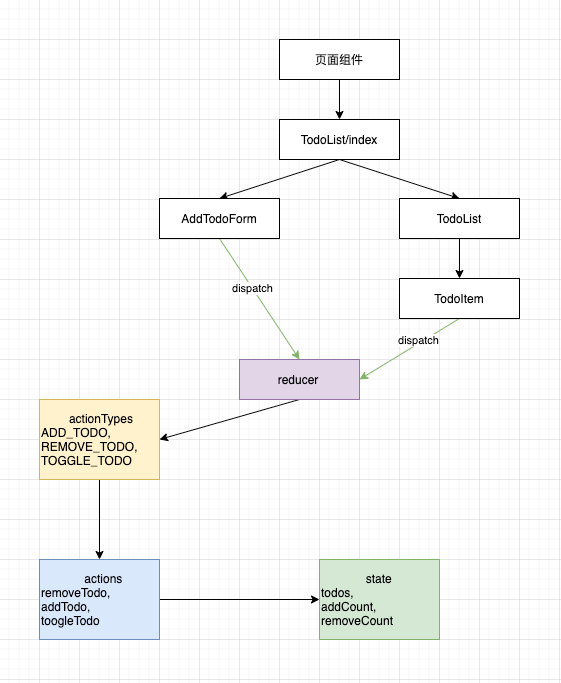 页面组件
TodoList/index
AddTodoForm
TodoList
dispatch
TodoItem
dispatch
reducer
actionTypes
ADD_TODO,
REMOVE_TODO,
TOGGLE_TODO
actions
removeTodo,
addTodo,
toogleTodo
state
todos,
addCount,
removeCount